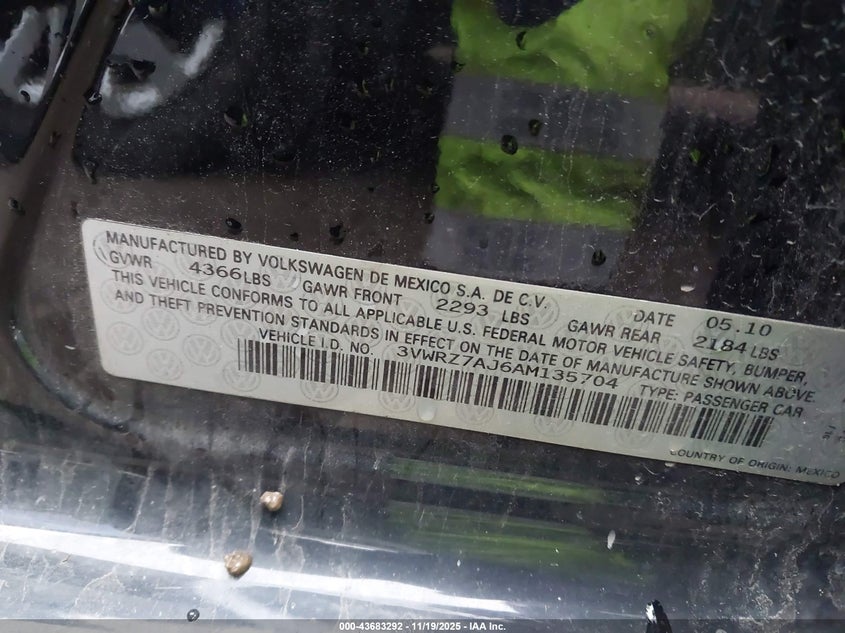 MANUFACTURED BY VOLKSWAGEN DE MEXICO S.A. DE C.V. DATE 05.10
GVWR 4366LBS GAWR FRONT 2293 LBS GAWR REAR 2184LBS
THIS VEHICLE CONFORMS TO ALL APPLICABLE U.S. FEDERAL MOTOR VEHICLE SAFETY, BUMPER,
AND THEFT PREVENTION STANDARDS IN EFFECT ON THE DATE OF MANUFACTURE SHOWN ABOVE.
VEHICLE I.D. NO. 3VWRZ7AJ6AM135704 TYPE: PASSENGER CAR
COUNTRY OF ORIGIN: MEXICO
000-43683292 - 11/19/2025 - IAA Inc.